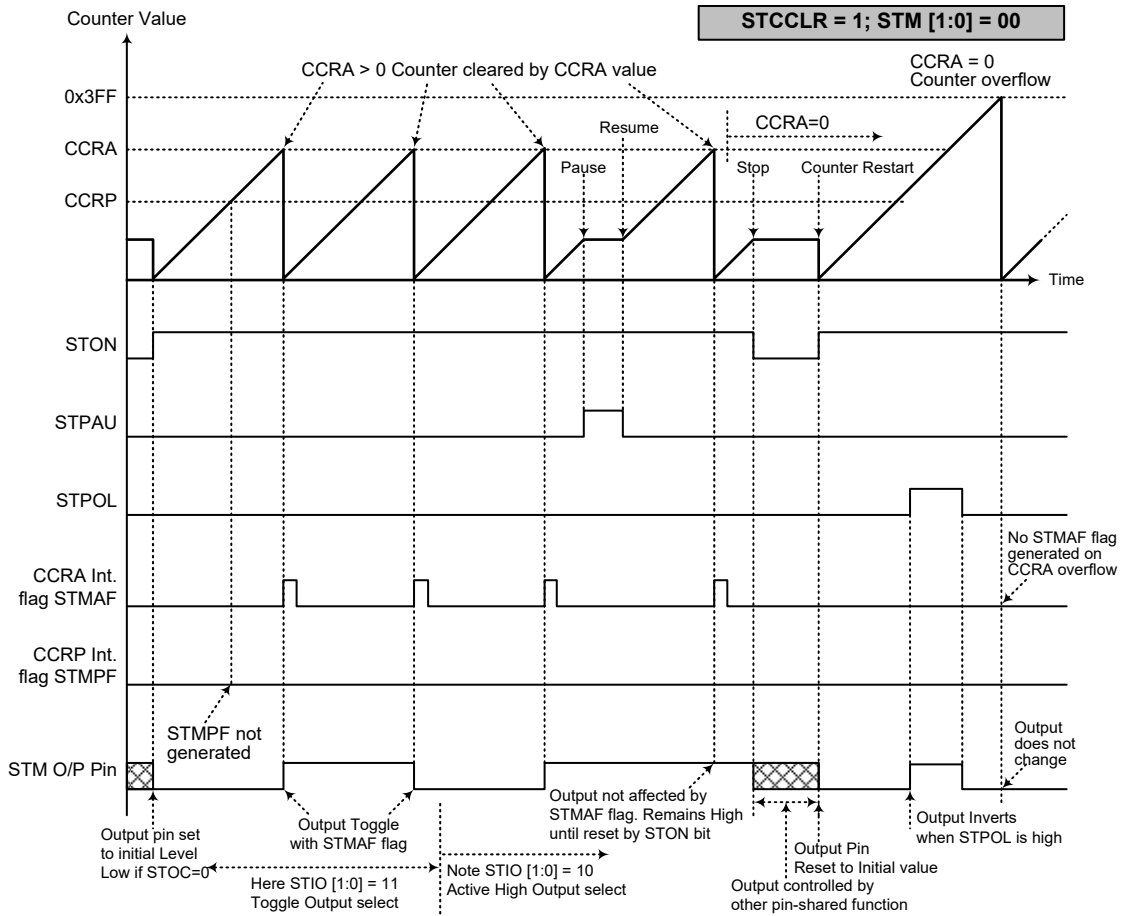 Counter Value
STCCLR = 1; STM [1:0] = 00
CCRA = 0
Counter overflow
CCRA > 0 Counter cleared by CCRA value
0x3FF
Resume
CCRA=0
CCRA
Pause
Stop
Counter Restart
CCRP
Time
STON
STPAU
STPOL
No STMAF flag
generated on
CCRA overflow
CCRA Int.
flag STMAF
CCRP Int.
flag STMPF
STMPF not
generated
Output
does not
change
STM O/P Pin
Output not affected by
STMAF flag. Remains High
until reset by STON bit
Output pin set
to initial Level
Low if STOC=0
Output Toggle
with STMAF flag
Output Inverts
when STPOL is high
Output Pin
Reset to Initial value
Here STIO [1:0] = 11
Toggle Output select
Note STIO [1:0] = 10
Active High Output select
Output controlled by
other pin-shared function